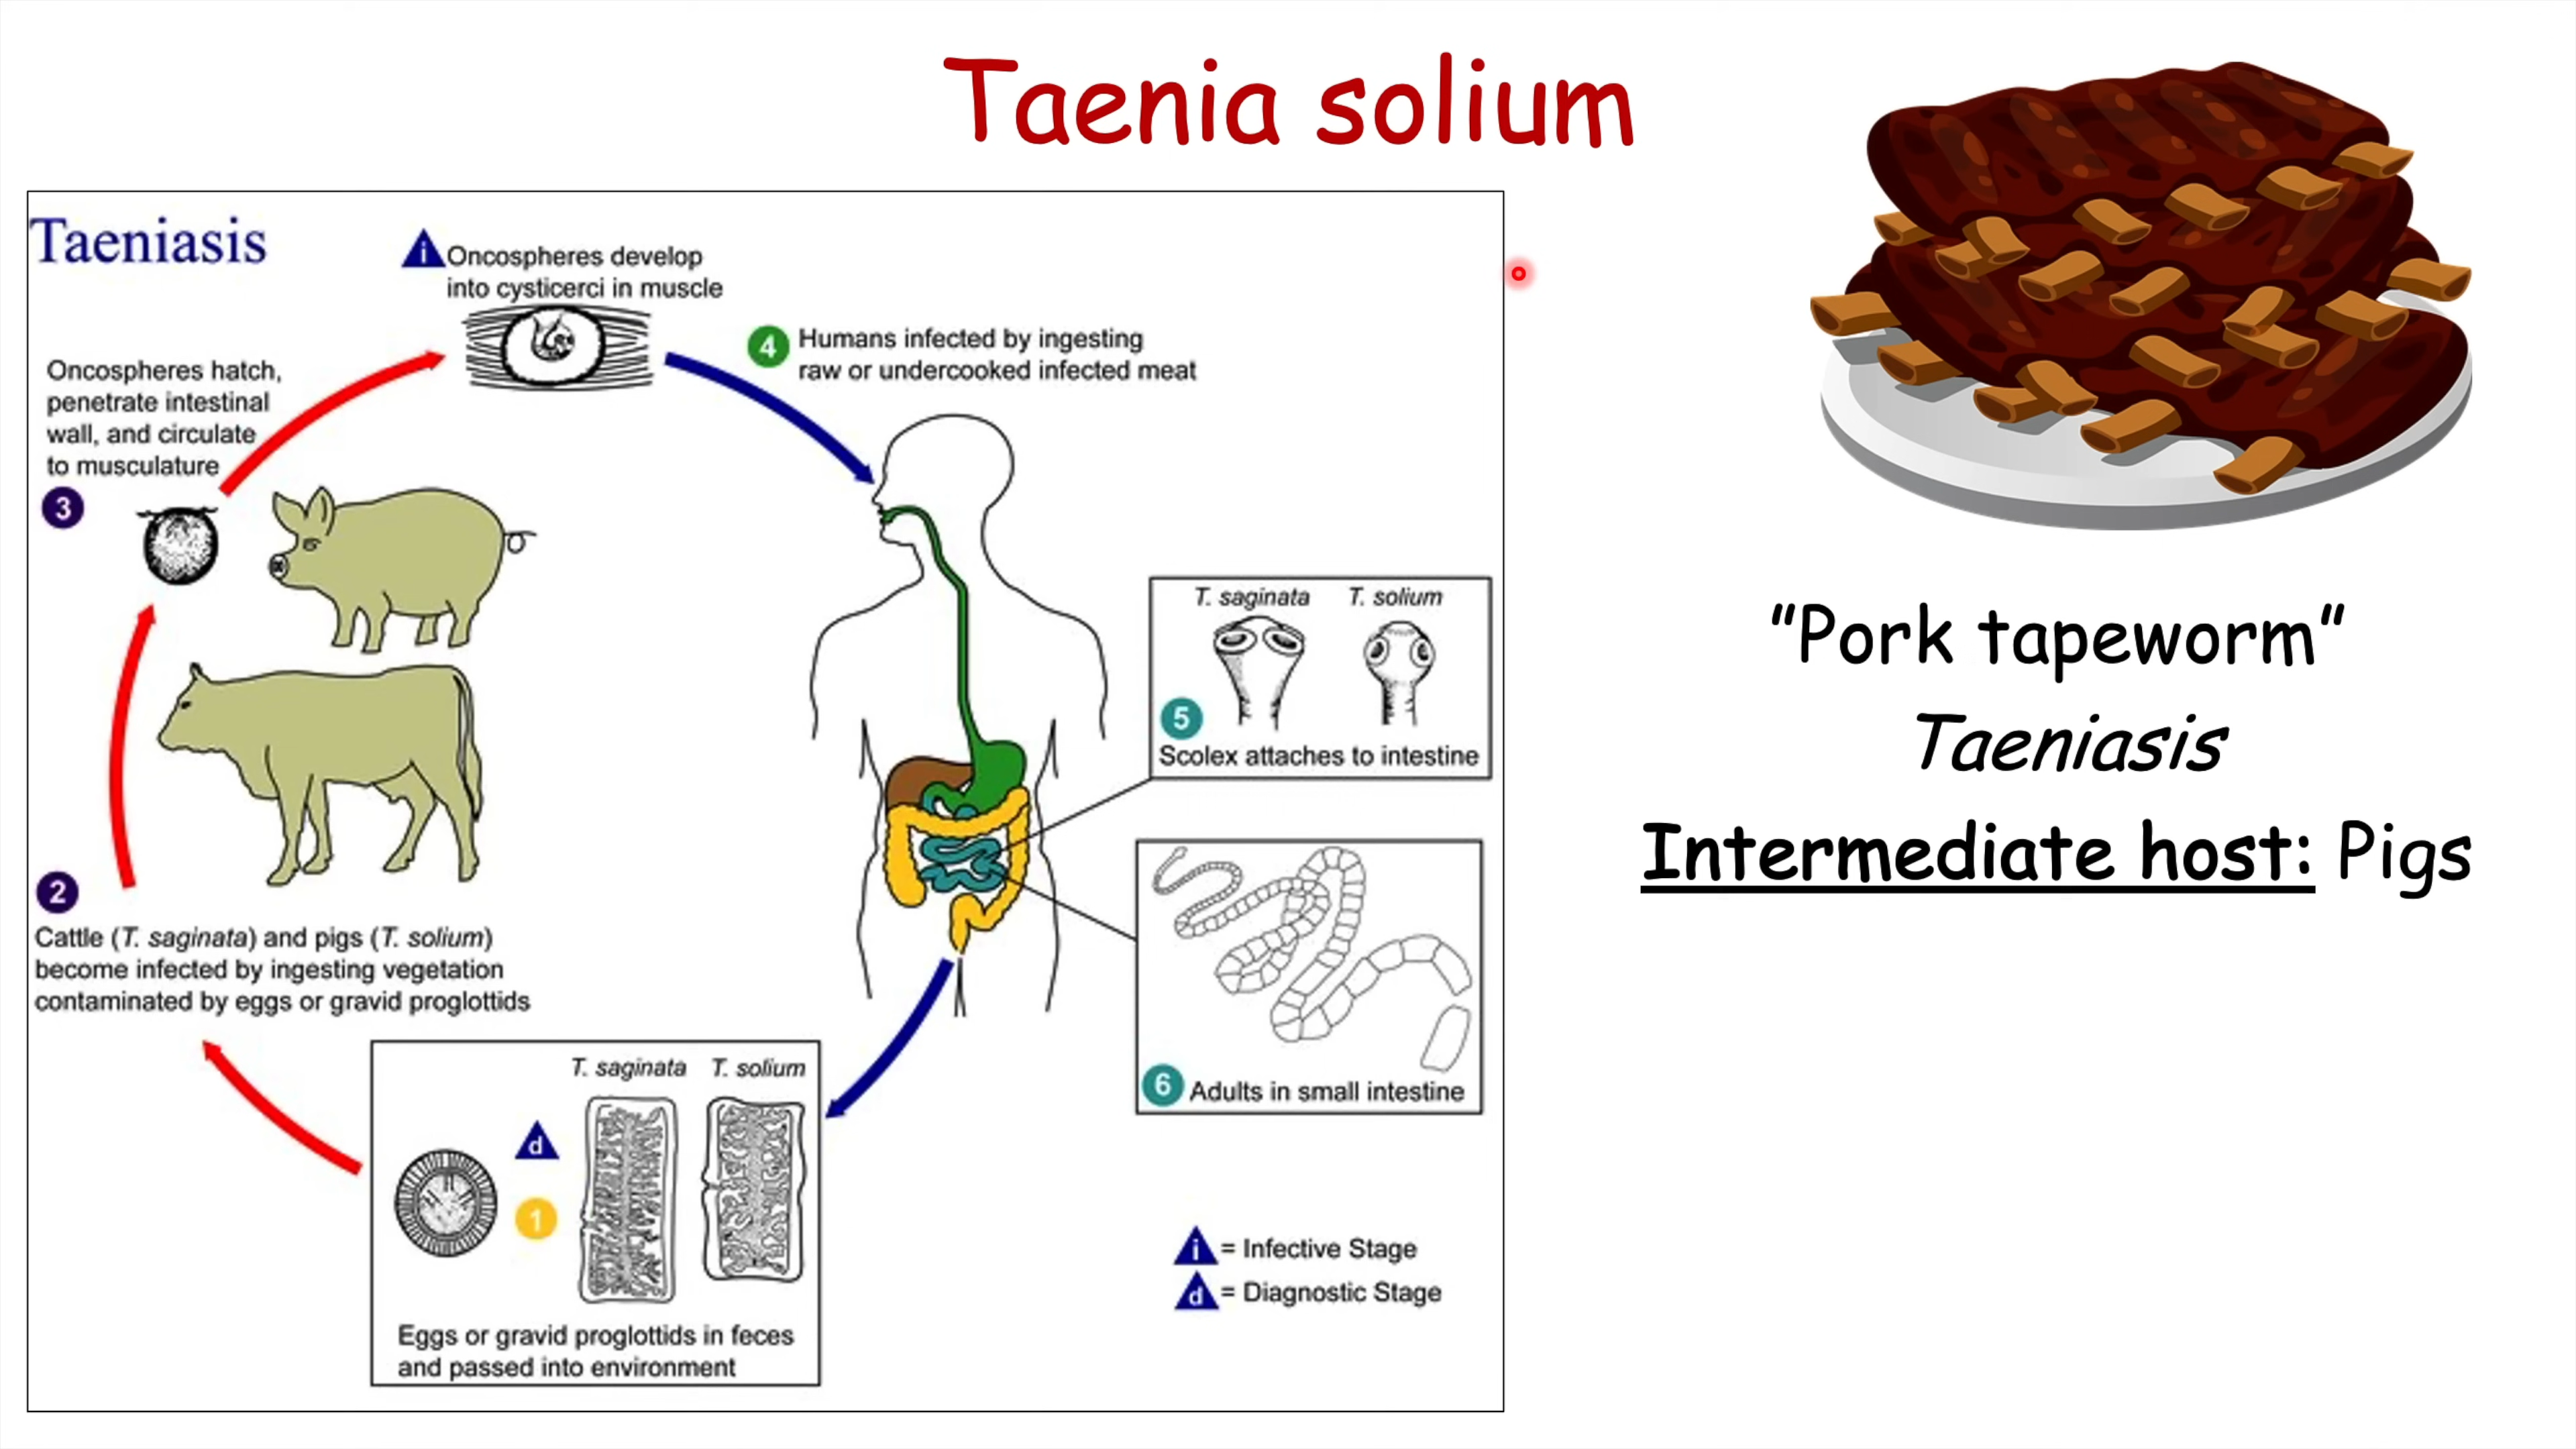 Taenia solium
Taeniasis
i
Oncospheres develop
into cysticerci in muscle
4
Humans infected by ingesting
raw or undercooked infected meat
Oncospheres hatch,
penetrate intestinal
wall, and circulate
to musculature
3
T. saginata T. solium
5
Scolex attaches to intestine
2
Cattle (T. saginata) and pigs (T. solium)
become infected by ingesting vegetation
contaminated by eggs or gravid proglottids
6 Adults in small intestine
T. saginata T. solium
d
1
Eggs or gravid proglottids in feces
and passed into environment
i = Infective Stage
d = Diagnostic Stage
"Pork tapeworm"
Taeniasis
Intermediate host: Pigs